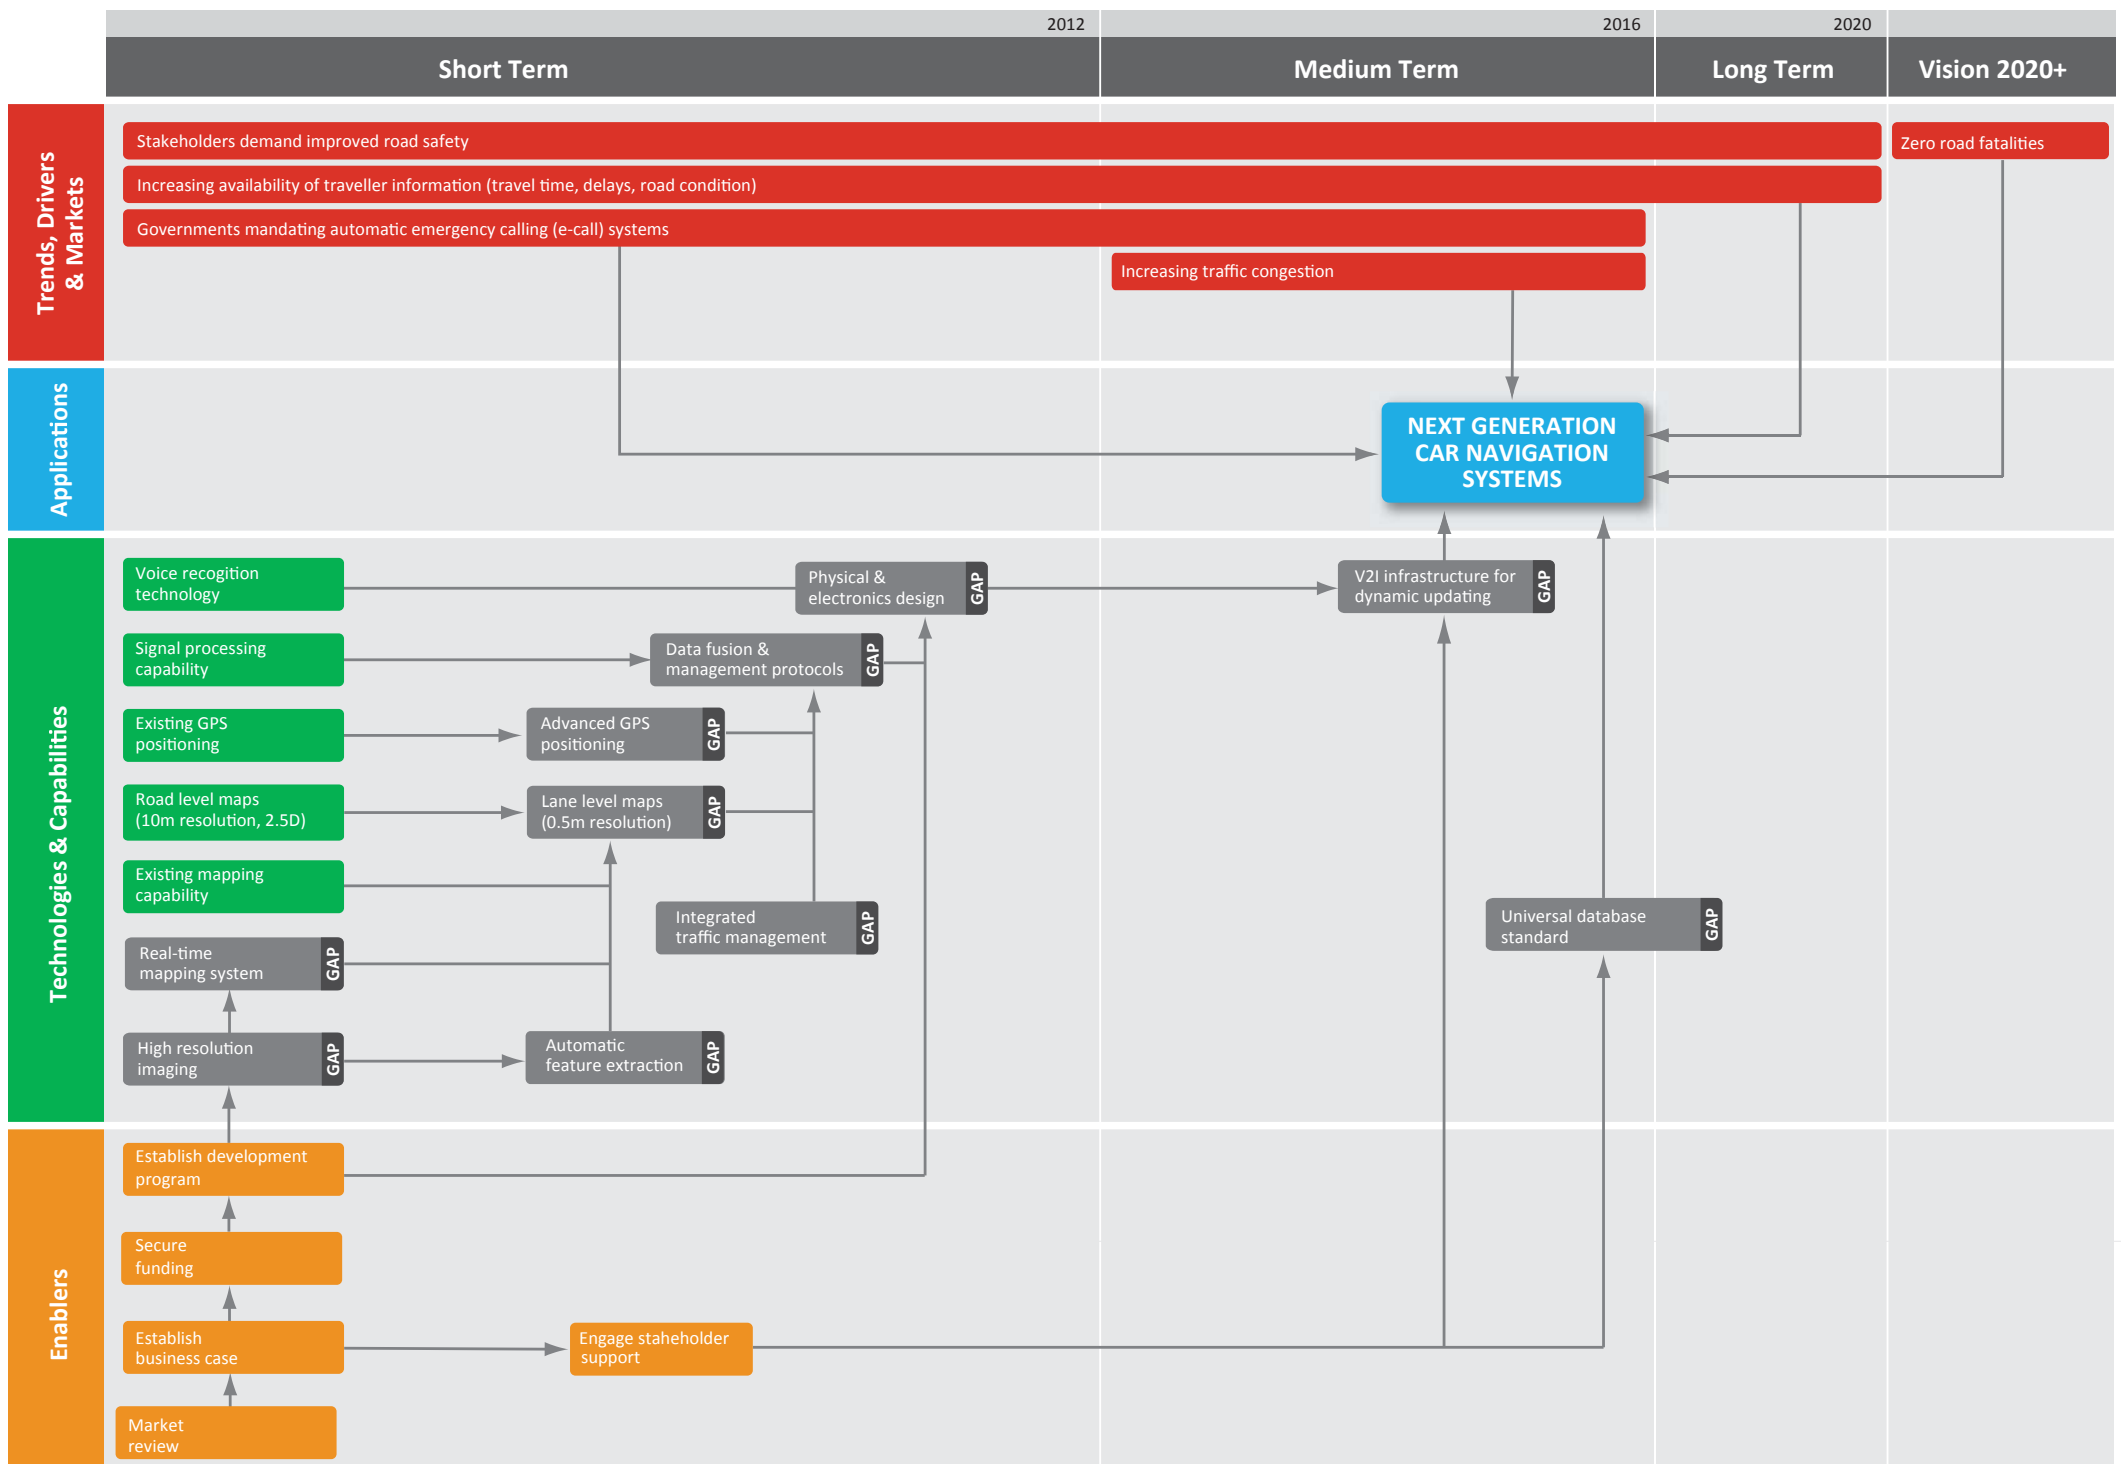 2012
2016
2020
Short Term
Medium Term
Long Term
Vision 2020+
Trends, Drivers
& Markets
Stakeholders demand improved road safety
Zero road fatalities
Increasing availability of traveller information (travel time, delays, road condition)
Governments mandating automatic emergency calling (e-call) systems
Increasing traffic congestion
Applications
NEXT GENERATION
CAR NAVIGATION
SYSTEMS
Technologies & Capabilities
Voice recogition
technology
Physical &
electronics design
GAP
V2I infrastructure for
dynamic updating
GAP
Signal processing
capability
Data fusion &
management protocols
GAP
Existing GPS
positioning
Advanced GPS
positioning
GAP
Road level maps
(10m resolution, 2.5D)
Lane level maps
(0.5m resolution)
GAP
Existing mapping
capability
Integrated
traffic management
GAP
Universal database
standard
GAP
Real-time
mapping system
GAP
High resolution
imaging
GAP
Automatic
feature extraction
GAP
Enablers
Establish development
program
Secure
funding
Establish
business case
Engage staheholder
support
Market
review